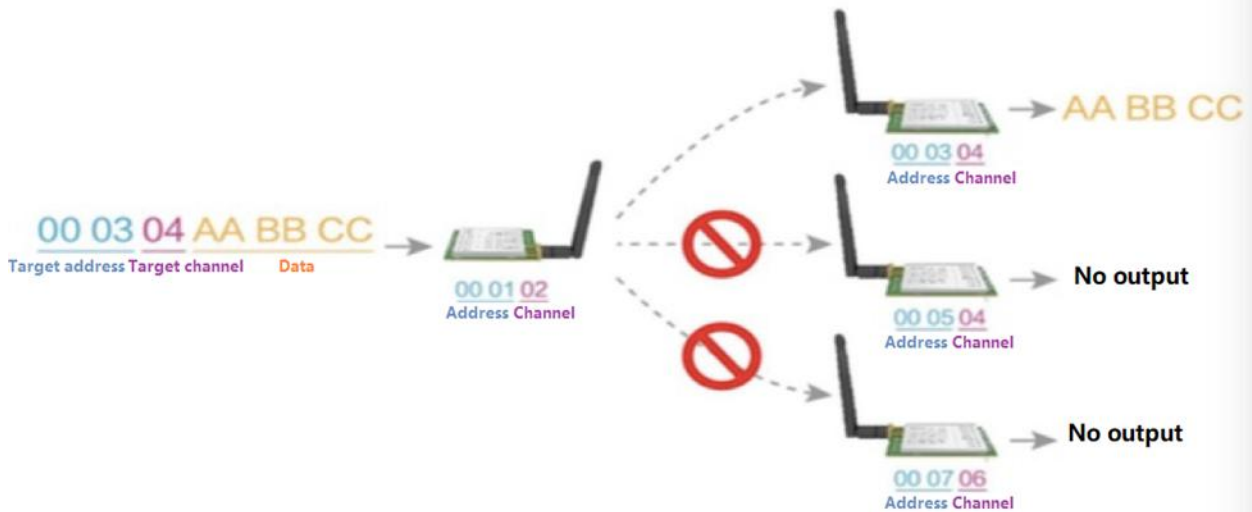 00 03 04 AA BB CC
Target address Target channel Data
00 01 02
Address Channel
AA BB CC
00 03 04
Address Channel
No output
00 05 04
Address Channel
No output
00 07 06
Address Channel